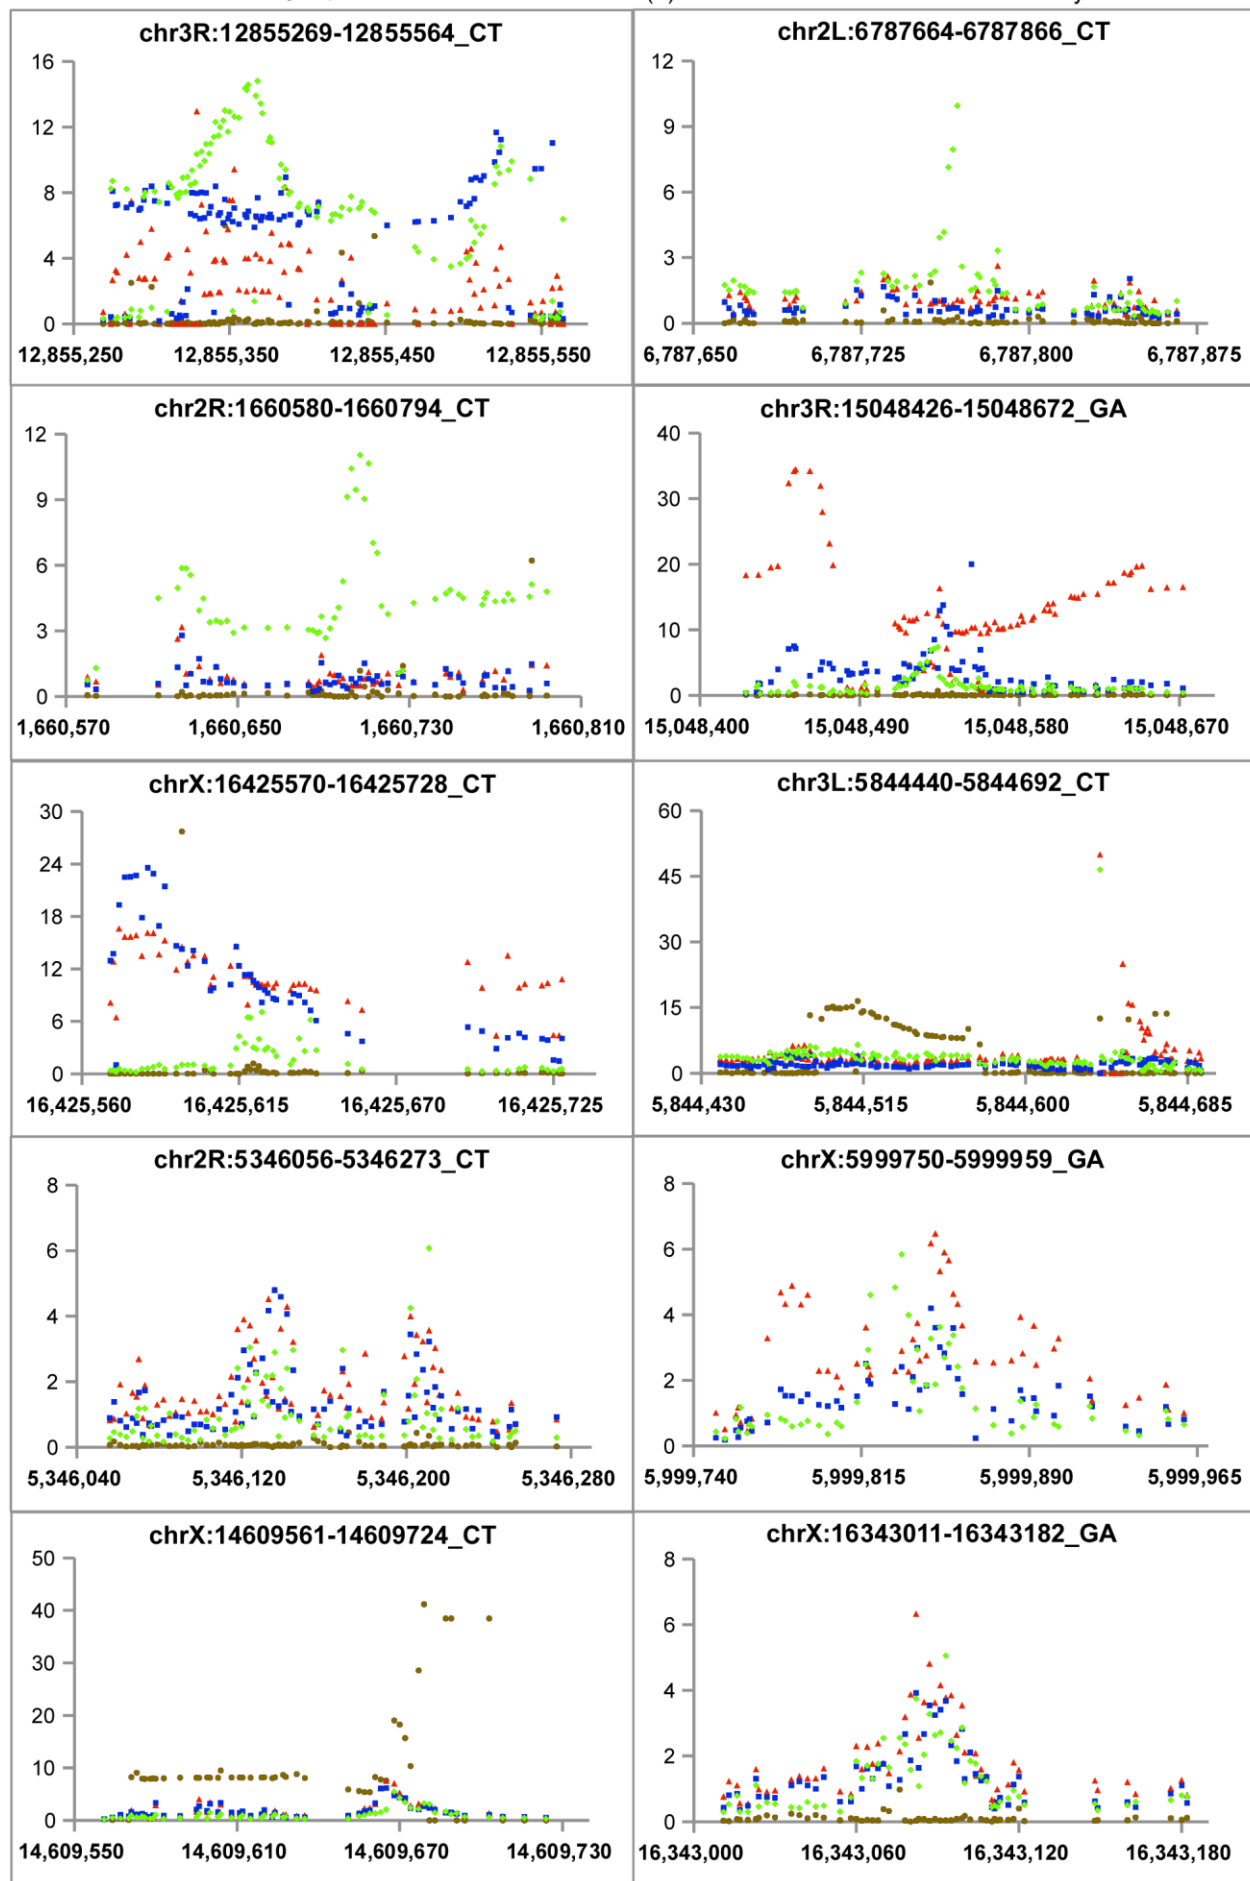 chr3R:12855269-12855564_CT
16
12
8
4
0
12,855,250 12,855,350 12,855,450 12,855,550
chr2L:6787664-6787866_CT
12
9
6
3
0
6,787,650 6,787,725 6,787,800 6,787,875
chr2R:1660580-1660794_CT
12
9
6
3
0
1,660,570 1,660,650 1,660,730 1,660,810
chr3R:15048426-15048672_GA
40
30
20
10
0
15,048,400 15,048,490 15,048,580 15,048,670
chrX:16425570-16425728_CT
30
24
18
12
6
0
16,425,560 16,425,615 16,425,670 16,425,725
chr3L:5844440-5844692_CT
60
45
30
15
0
5,844,430 5,844,515 5,844,600 5,844,685
chr2R:5346056-5346273_CT
8
6
4
2
0
5,346,040 5,346,120 5,346,200 5,346,280
chrX:5999750-5999959_GA
8
6
4
2
0
5,999,740 5,999,815 5,999,890 5,999,965
chrX:14609561-14609724_CT
50
40
30
20
10
0
14,609,550 14,609,610 14,609,670 14,609,730
chrX:16343011-16343182_GA
8
6
4
2
0
16,343,000 16,343,060 16,343,120 16,343,180